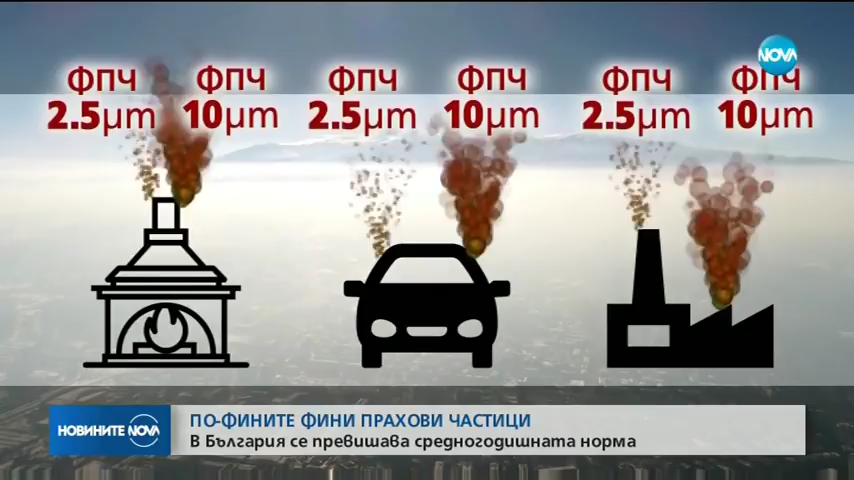 NOVA
ФПЧ ФПЧ ФПЧ ФПЧ ФПЧ ФПЧ
2.5μm 10μm 2.5μm 10μm 2.5μm 10μm
НОВИНИТЕ NOVA
ПО-ФИНИТЕ ФИНИ ПРАХОВИ ЧАСТИЦИ
В България се превишава средногодишната норма